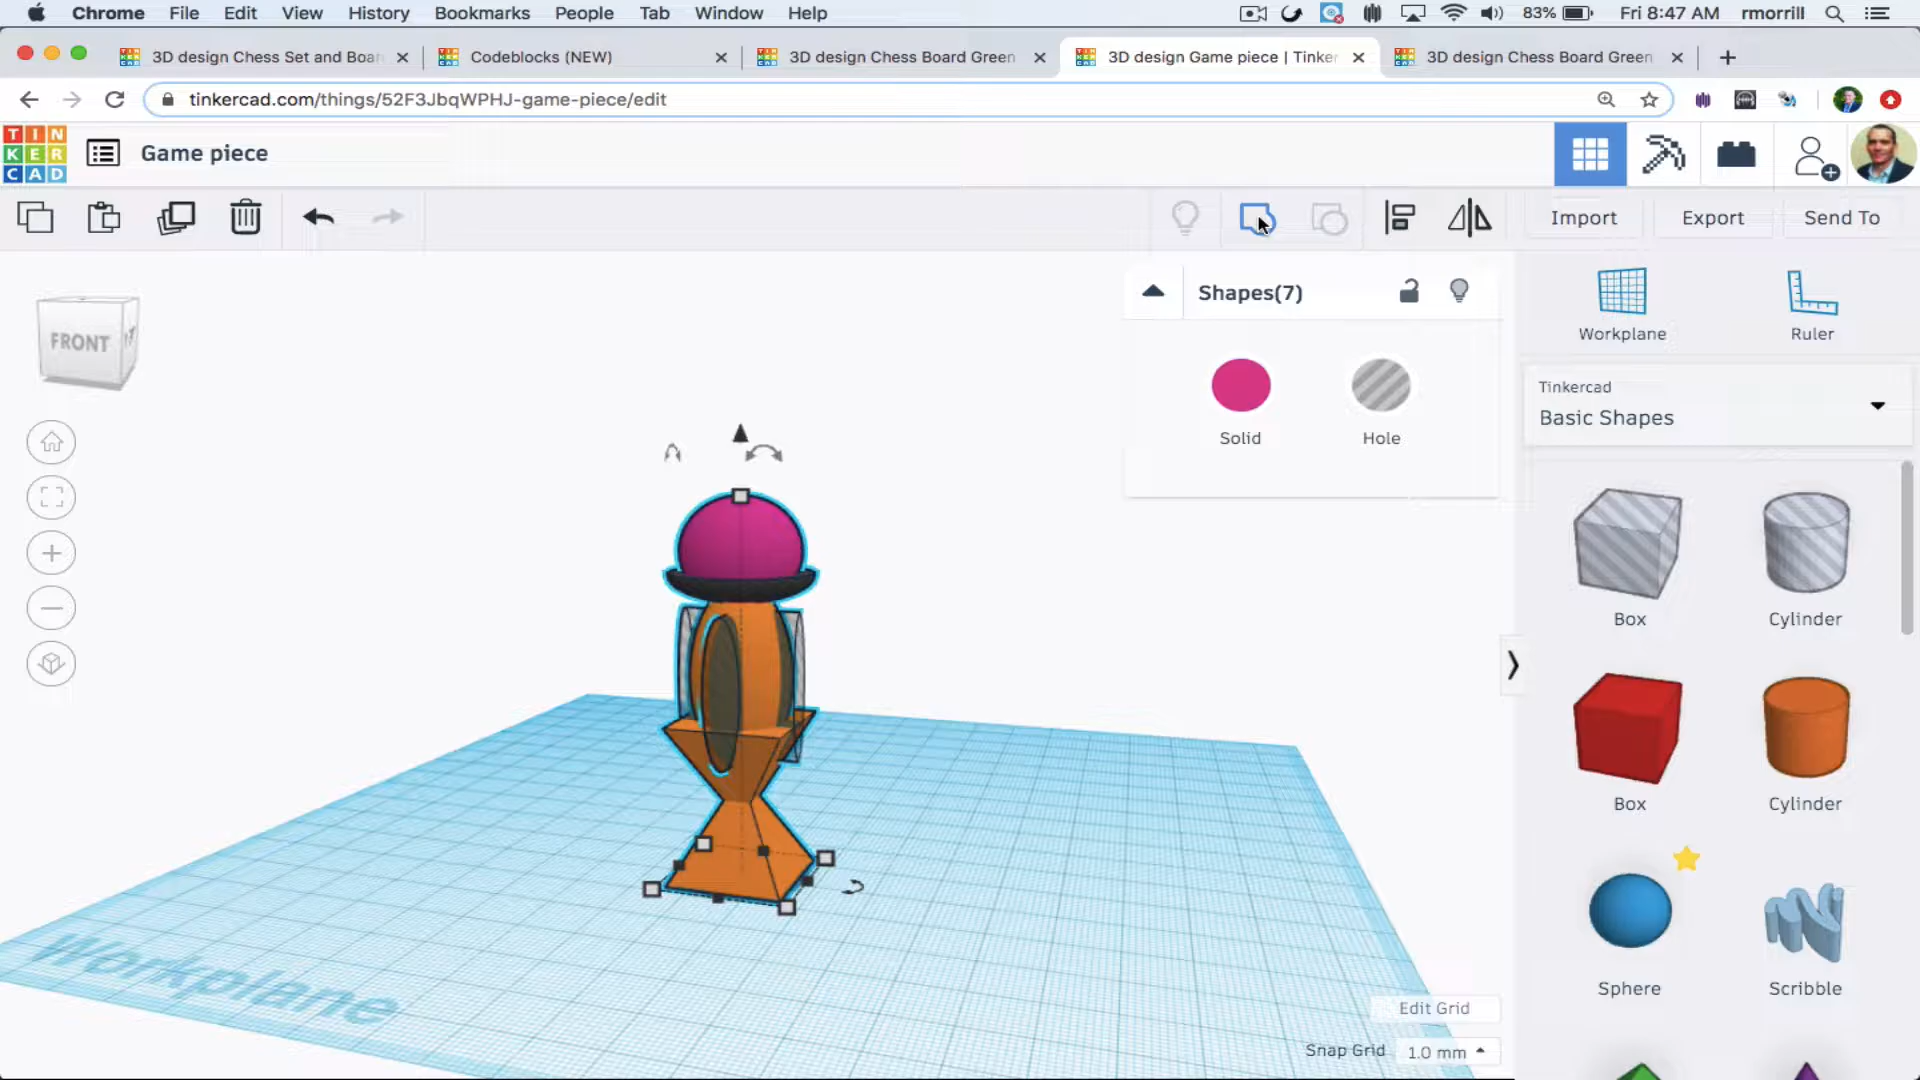 Chrome File Edit View History Bookmarks People Tab Window Help 83% Fri 8:47 AM rmorrill
3D design Chess Set and Boar Codeblocks (NEW) 3D design Chess Board Green 3D design Game piece | Tinker 3D design Chess Board Green
tinkercad.com/things/52F3JbqWPHJ-game-piece/edit
TIN
KER
CAD
Game piece
Import Export Send To
FRONT
Shapes(7)
Solid Hole
Workplane Ruler
Tinkercad
Basic Shapes
Box Cylinder
Box Cylinder
Sphere Scribble
Workplane
Edit Grid
Snap Grid 1.0 mm